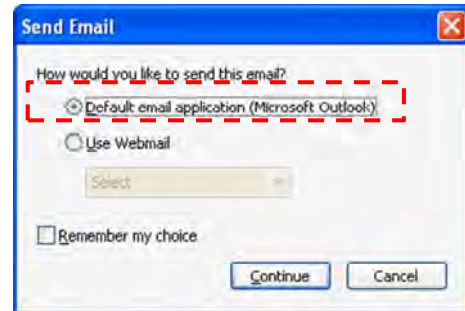 Send Email
How would you like to send this email?
Default email application (Microsoft Outlook)
Use Webmail
Select
Remember my choice
Continue Cancel